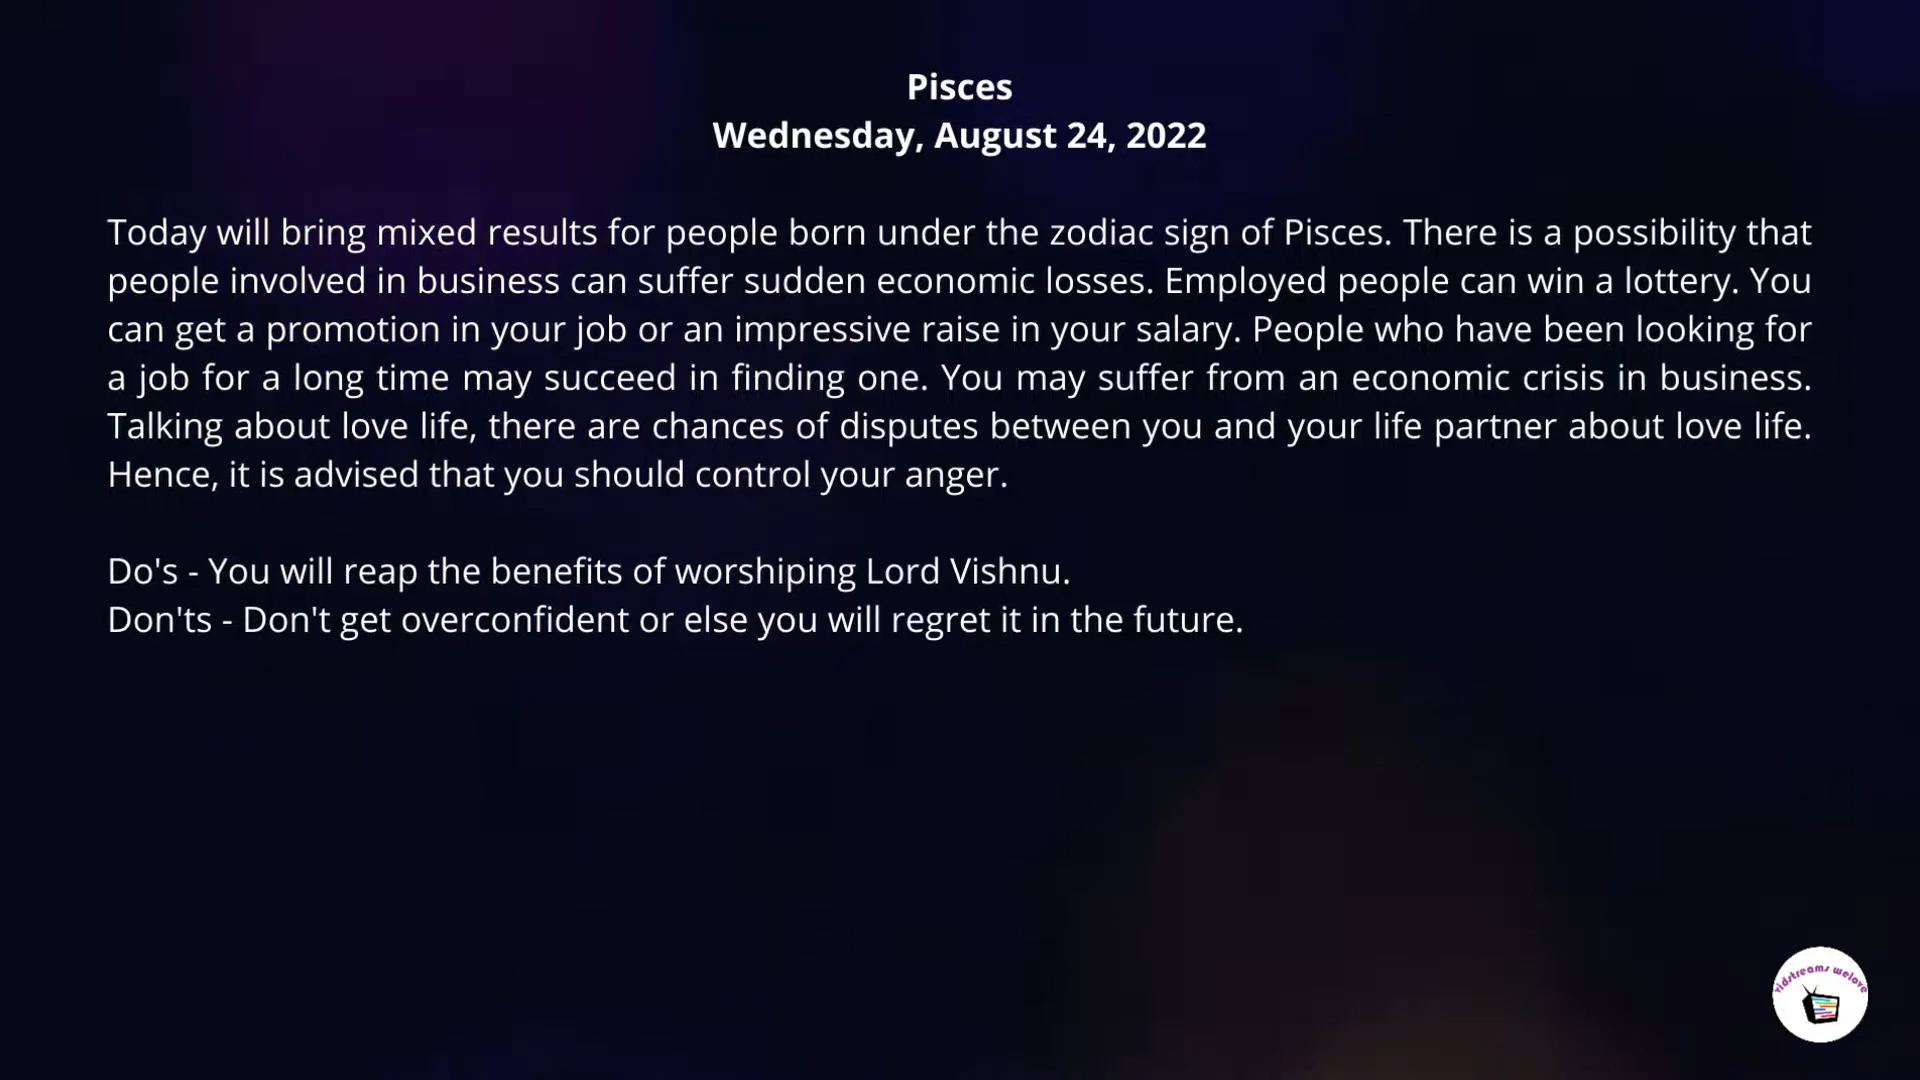 Pisces
Wednesday, August 24, 2022
Today will bring mixed results for people born under the zodiac sign of Pisces. There is a possibility that
people involved in business can suffer sudden economic losses. Employed people can win a lottery. You
can get a promotion in your job or an impressive raise in your salary. People who have been looking for
a job for a long time may succeed in finding one. You may suffer from an economic crisis in business.
Talking about love life, there are chances of disputes between you and your life partner about love life.
Hence, it is advised that you should control your anger.
Do's - You will reap the benefits of worshiping Lord Vishnu.
Don'ts - Don't get overconfident or else you will regret it in the future.
vidstreams welove